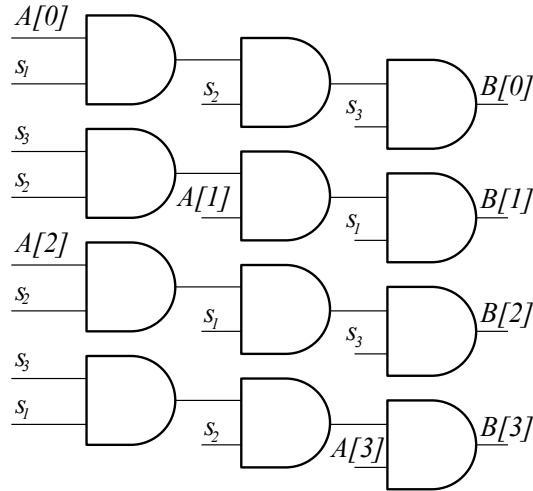 A[0]
s₁
s₂
s₃
B[0]
s₃
s₂
A[1]
s₁
B[1]
A[2]
s₂
s₁
s₃
B[2]
s₃
s₁
s₂
A[3]
B[3]